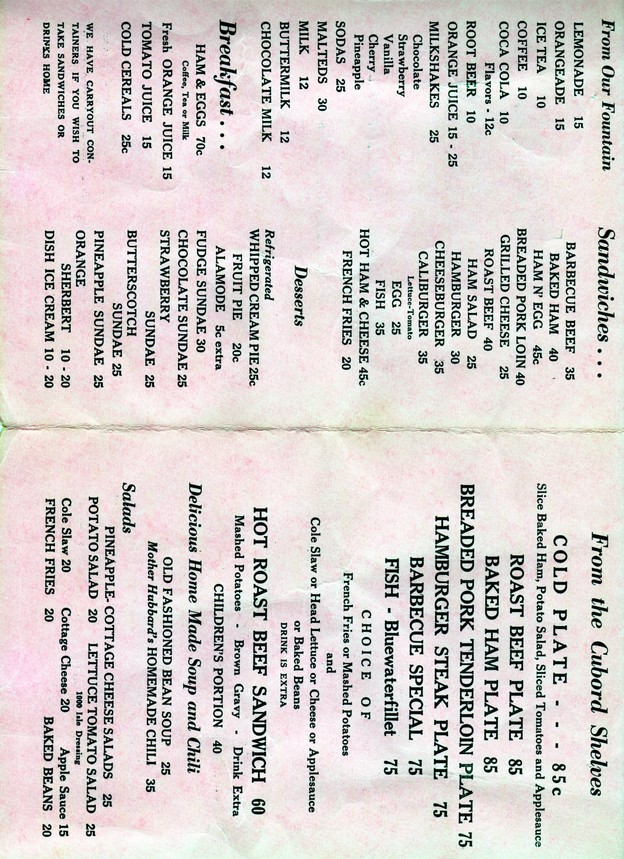 From Our Fountain
LEMONADE 15
ORANGEADE 15
ICE TEA 10
COFFEE 10
COCA COLA 10
Flavors - 12c
ROOT BEER 10
ORANGE JUICE 15 - 25
MILKSHAKES 25
Chocolate
Strawberry
Vanilla
Cherry
Pineapple
SODAS 25
MALTEDS 30
MILK 12
BUTTERMILK 12
CHOCOLATE MILK 12
Breakfast . . .
HAM & EGGS 70c
Coffee, Tea or Milk
Fresh ORANGE JUICE 15
TOMATO JUICE 15
COLD CEREALS 25c
WE HAVE CARRYOUT CON-
TAINERS IF YOU WISH TO
TAKE SANDWICHES OR
DRINKS HOME
Sandwiches . . .
BARBECUE BEEF 35
BAKED HAM 40
HAM N' EGG 45c
BREADED PORK LOIN 40
GRILLED CHEESE 25
ROAST BEEF 40
HAM SALAD 25
HAMBURGER 30
CHEESEBURGER 35
CALIBURGER 35
Lettuce-Tomato
EGG 25
FISH 35
HOT HAM & CHEESE 45c
FRENCH FRIES 20
Desserts
Refrigerated
WHIPPED CREAM PIE 25c
FRUIT PIE 20c
ALAMODE 5c extra
FUDGE SUNDAE 30
CHOCOLATE SUNDAE 25
STRAWBERRY
SUNDAE 25
BUTTERSCOTCH
SUNDAE 25
PINEAPPLE SUNDAE 25
ORANGE
SHERBERT 10 - 20
DISH ICE CREAM 10 - 20
From the Cubord Shelves
COLD PLATE - - - 85c
Slice Baked Ham, Potato Salad, Sliced Tomatoes and Applesauce
ROAST BEEF PLATE 85
BAKED HAM PLATE 85
BREADED PORK TENDERLOIN PLATE 75
HAMBURGER STEAK PLATE 75
BARBECUE SPECIAL 75
FISH - Bluewaterfillet 75
CHOICE OF
French Fries or Mashed Potatoes
and
Cole Slaw or Head Lettuce or Cheese or Applesauce
or Baked Beans
DRINK IS EXTRA
HOT ROAST BEEF SANDWICH 60
Mashed Potatoes - Brown Gravy - Drink Extra
CHILDREN'S PORTION 40
Delicious Home Made Soup and Chili
OLD FASHIONED BEAN SOUP 25
Mother Hubbard's HOMEMADE CHILI 35
Salads
PINEAPPLE- COTTAGE CHEESE SALADS 25
POTATO SALAD 20 LETTUCE TOMATO SALAD 25
1000 Isle Dressing
Cole Slaw 20 Cottage Cheese 20 Apple Sauce 15
FRENCH FRIES 20 BAKED BEANS 20